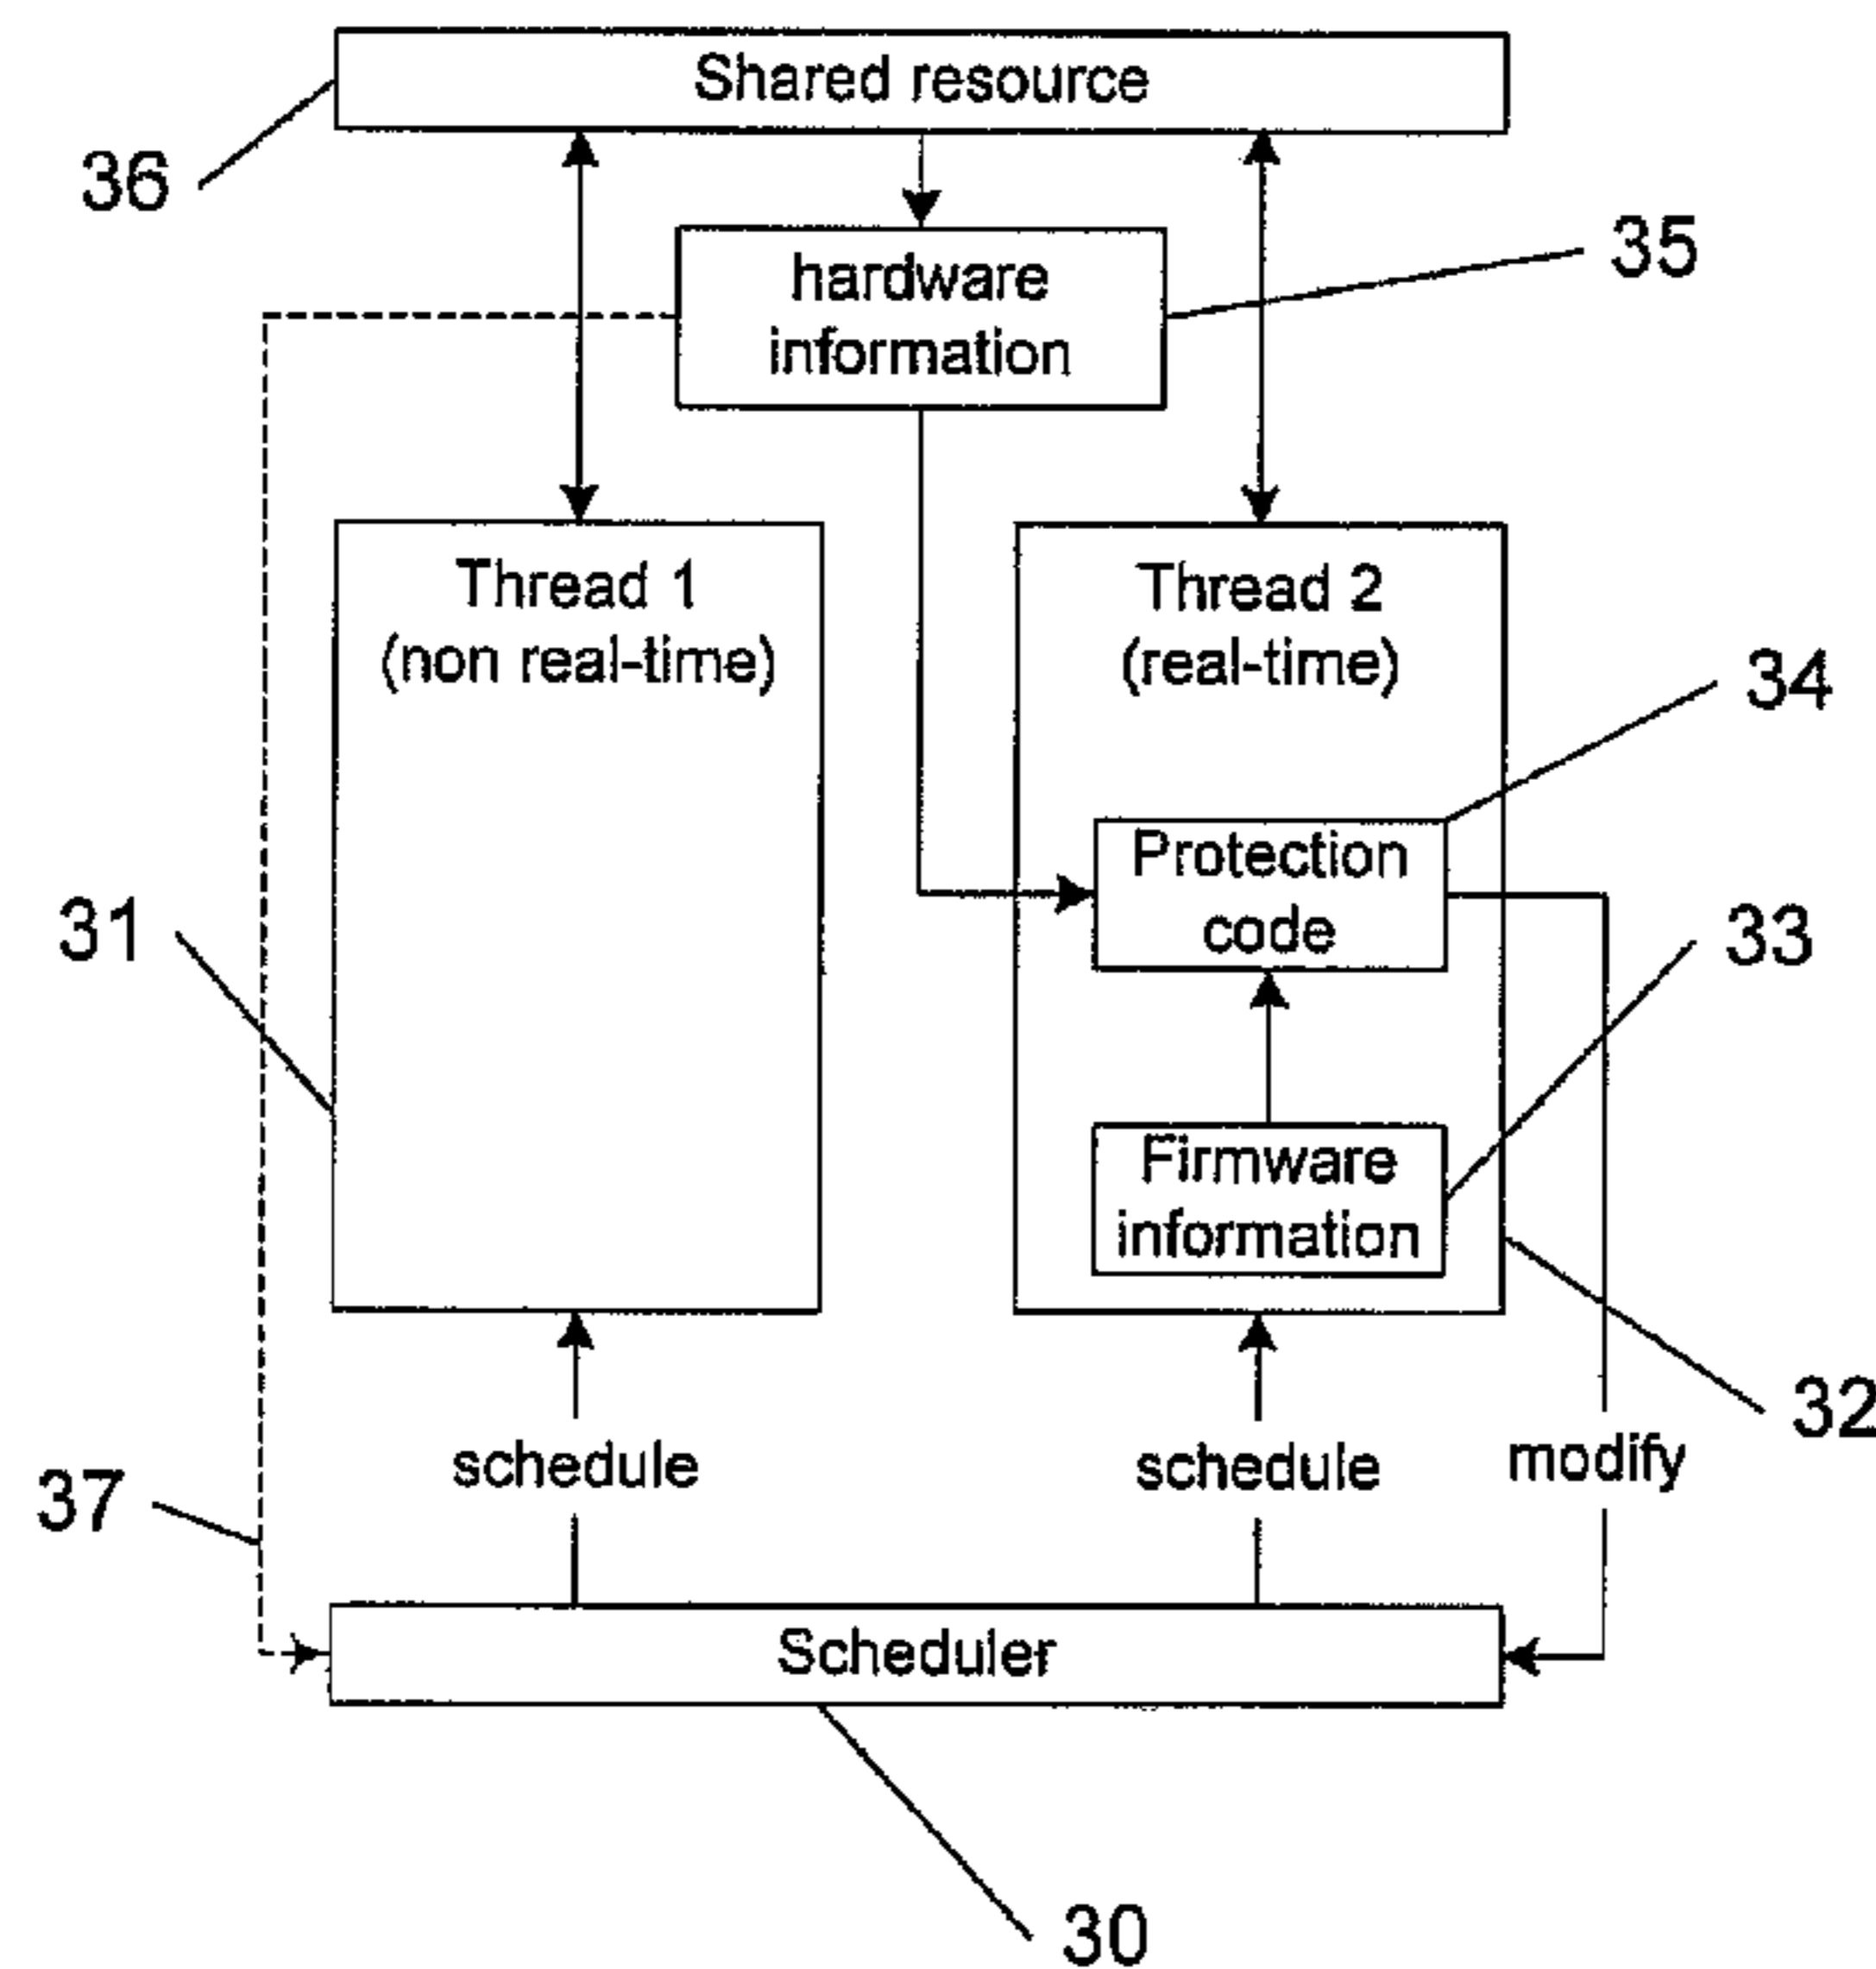 Shared resource
36
hardware
information
35
Thread 1
(non real-time)
Thread 2
(real-time)
34
Protection
code
31
33
Firmware
information
32
schedule
schedule
modify
37
Scheduler
30